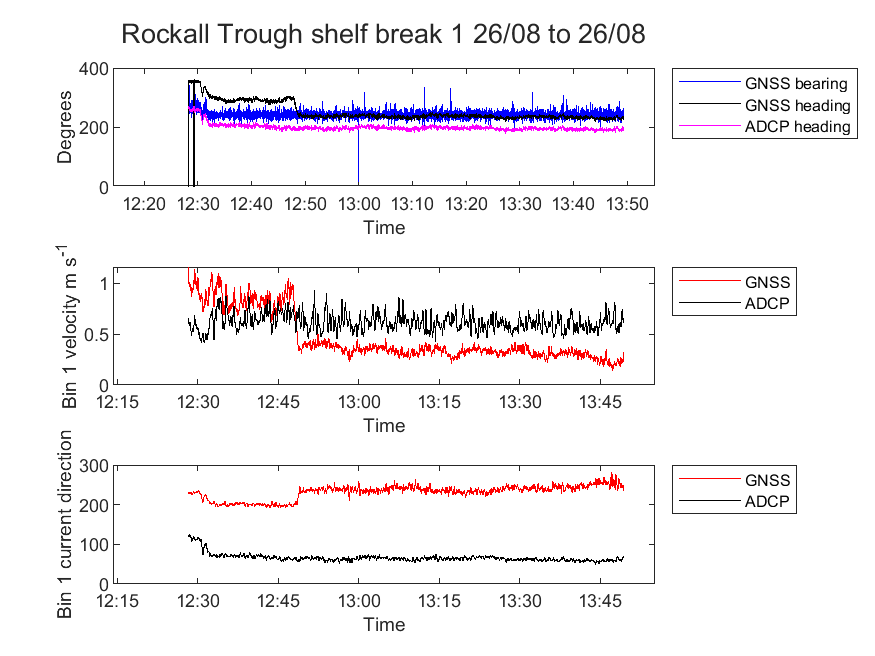 Rockall Trough shelf break 1 26/08 to 26/08
400
200
0
Degrees
12:20 12:30 12:40 12:50 13:00 13:10 13:20 13:30 13:40 13:50
Time
GNSS bearing
GNSS heading
ADCP heading
1
0.5
0
Bin 1 velocity m s-1
12:15 12:30 12:45 13:00 13:15 13:30 13:45
Time
GNSS
ADCP
300
200
100
0
Bin 1 current direction
12:15 12:30 12:45 13:00 13:15 13:30 13:45
Time
GNSS
ADCP